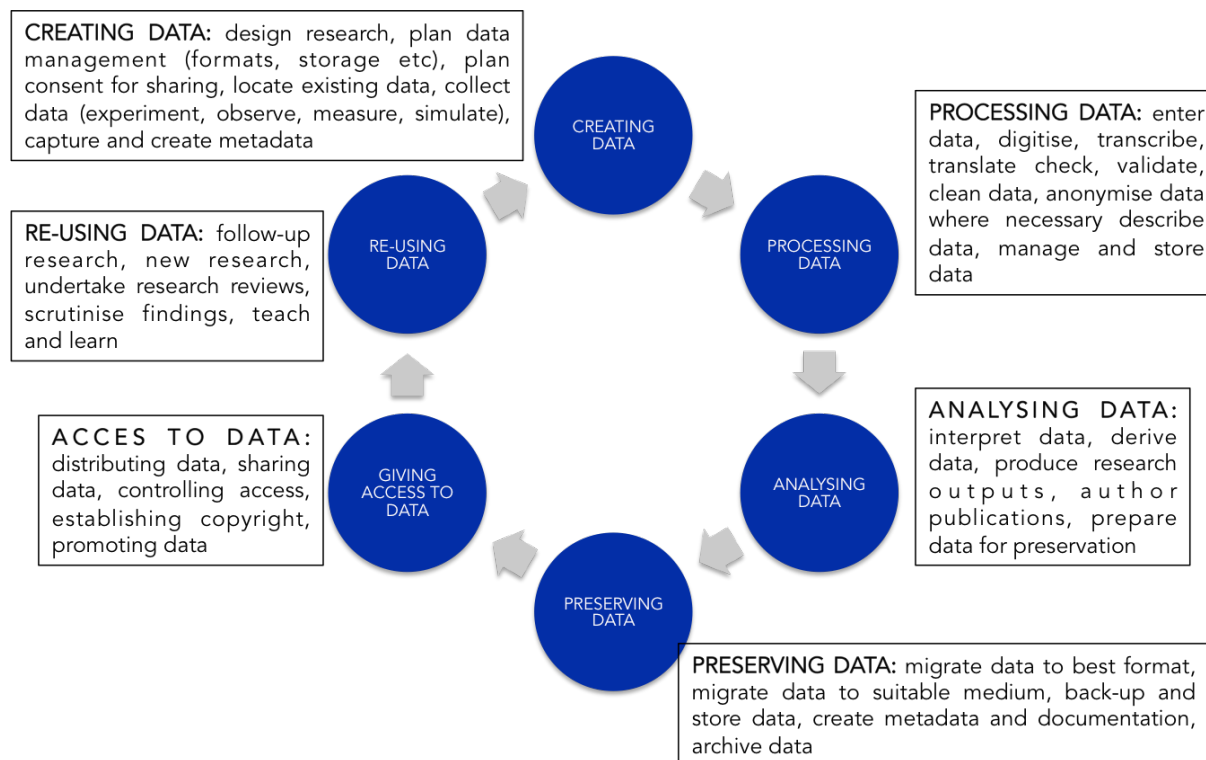 CREATING DATA: design research, plan data
management (formats, storage etc), plan
consent for sharing, locate existing data, collect
data (experiment, observe, measure, simulate),
capture and create metadata
CREATING
DATA
PROCESSING DATA: enter
data, digitise, transcribe,
translate check, validate,
clean data, anonymise data
where necessary describe
data, manage and store
data
RE-USING DATA: follow-up
research, new research,
undertake research reviews,
scrutinise findings, teach
and learn
RE-USING
DATA
PROCESSING
DATA
ACCES TO DATA:
distributing data, sharing
data, controlling access,
establishing copyright,
promoting data
GIVING
ACCESS TO
DATA
ANALYSING
DATA
ANALYSING DATA:
interpret data, derive
data, produce research
outputs, author
publications, prepare
data for preservation
PRESERVING
DATA
PRESERVING DATA: migrate data to best format,
migrate data to suitable medium, back-up and
store data, create metadata and documentation,
archive data